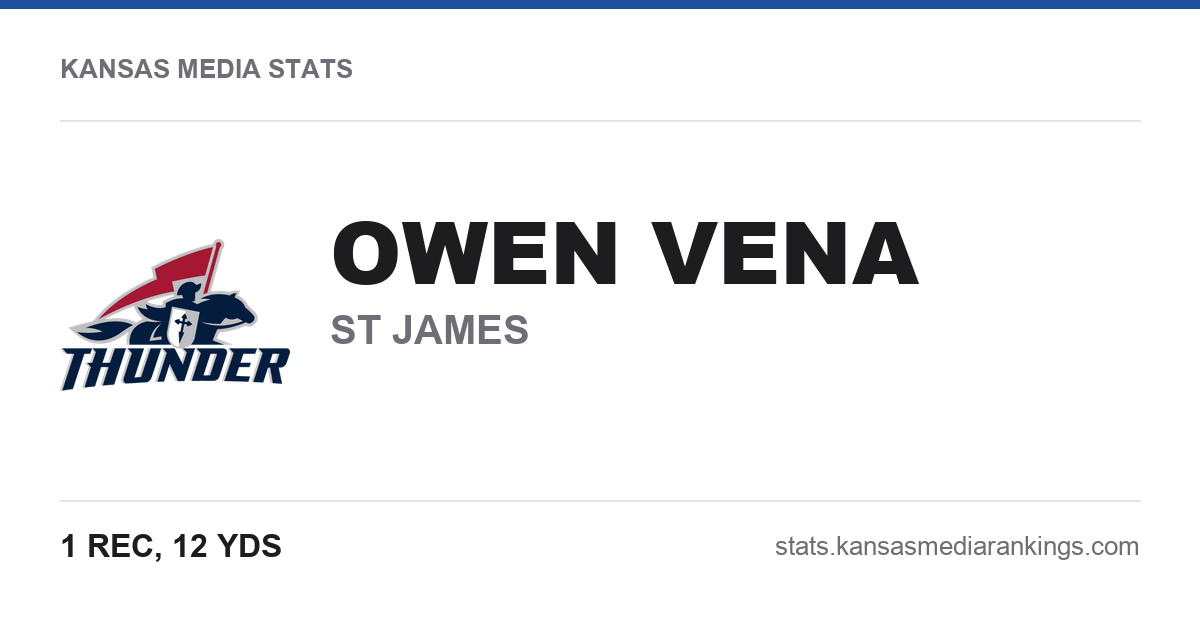 KANSAS MEDIA STATS
OWEN VENA
ST JAMES
THUNDER
1 REC, 12 YDS
stats.kansasmediarankings.com